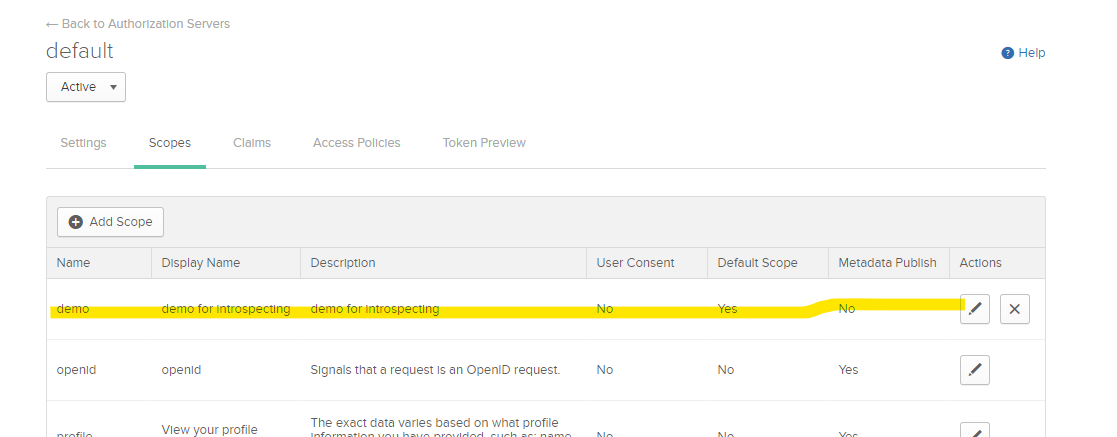 ← Back to Authorization Servers
default
? Help
Active ▼
Settings Scopes Claims Access Policies Token Preview
+ Add Scope
Name Display Name Description User Consent Default Scope Metadata Publish Actions
demo demo for introspecting demo for introspecting No Yes No
openid openid Signals that a request is an OpenID request. No No Yes
The exact data varies based on what profile
View your profile
profile information you have provided, such as: name No No Yes